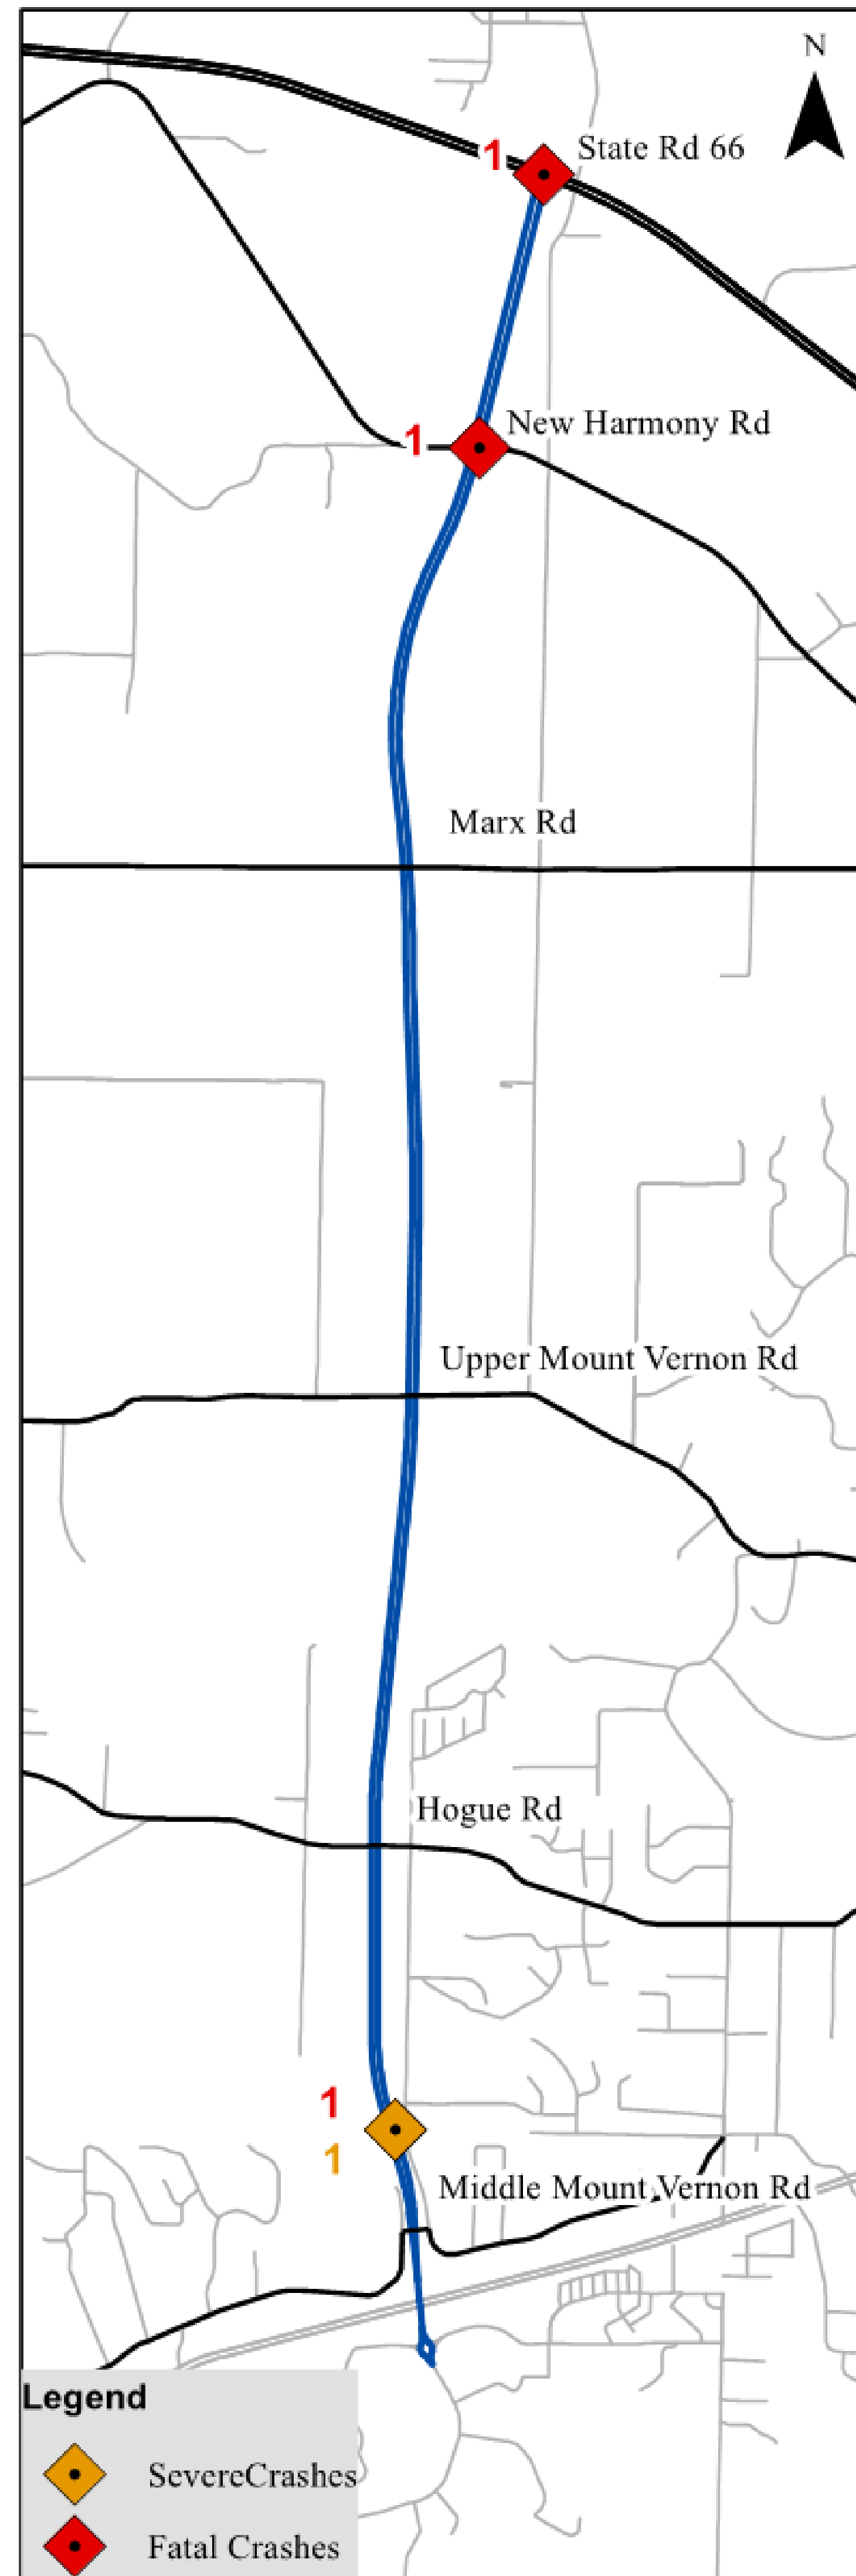 N
1
State Rd 66
1
New Harmony Rd
Marx Rd
Upper Mount Vernon Rd
Hogue Rd
1
1
Middle Mount Vernon Rd
Legend
SevereCrashes
Fatal Crashes